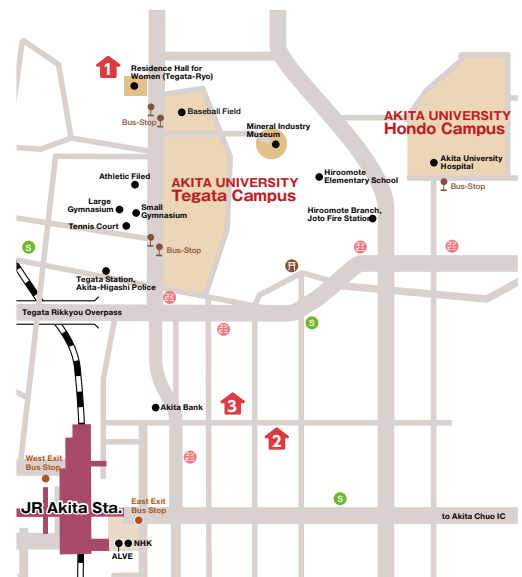 1
Residence Hall for
Women (Tegata-Ryo)
Bus-Stop
Baseball Field
Mineral Industry
Museum
AKITA UNIVERSITY
Hondo Campus
Akita University
Hospital
Bus-Stop
Athletic Filed
AKITA UNIVERSITY
Tegata Campus
Hiroomote
Elementary School
Large
Gymnasium
Small
Gymnasium
Tennis Court
Hiroomote Branch,
Joto Fire Station
Bus-Stop
S
Tegata Station,
Akita-Higashi Police
Tegata Rikkyou Overpass
S
3
Akita Bank
2
West Exit
Bus Stop
JR Akita Sta.
East Exit
Bus Stop
S
to Akita Chuo IC
NHK
ALVE